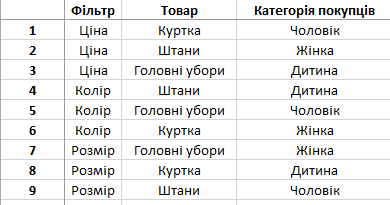 Фільтр Товар Категорія покупців
1 Ціна Куртка Чоловік
2 Ціна Штани Жінка
3 Ціна Головні убори Дитина
4 Колір Штани Дитина
5 Колір Головні убори Чоловік
6 Колір Куртка Жінка
7 Розмір Головні убори Жінка
8 Розмір Куртка Дитина
9 Розмір Штани Чоловік